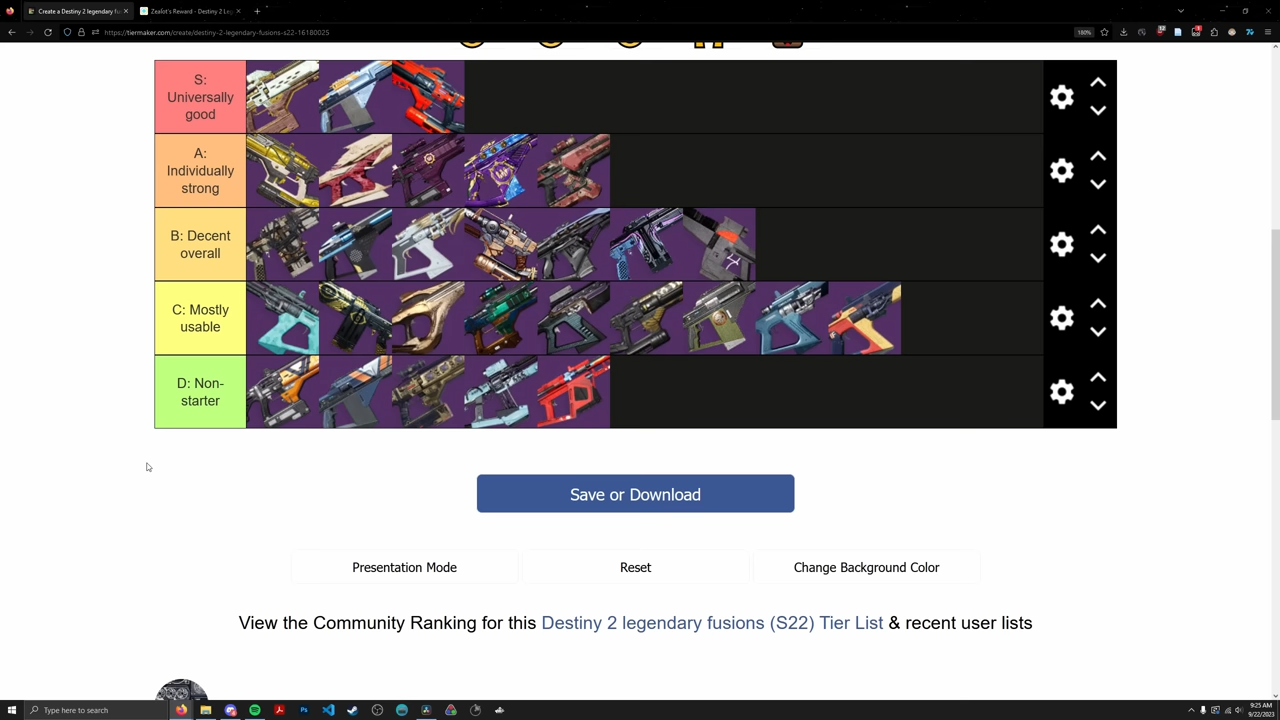 Create a Destiny 2 legendary fu
Zealot's Reward - Destiny 2 Le
https://tiermaker.com/create/destiny-2-legendary-fusions-s22-16180025
180%
S:
Universally
good
A:
Individually
strong
B: Decent
overall
C: Mostly
usable
D: Non-
starter
Save or Download
Presentation Mode
Reset
Change Background Color
View the Community Ranking for this Destiny 2 legendary fusions (S22) Tier List & recent user lists
Type here to search
9:25 AM
9/22/2023